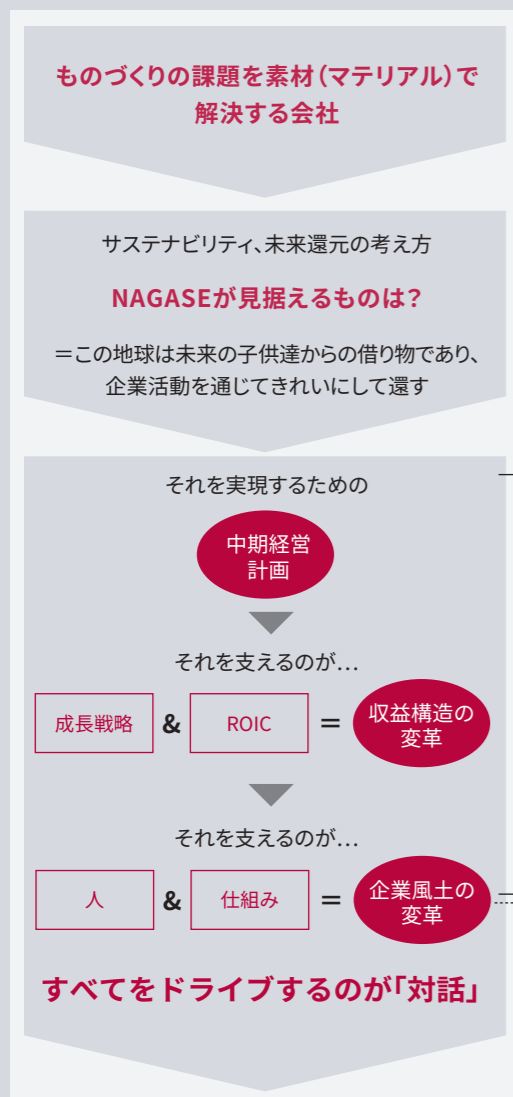 ものづくりの課題を素材(マテリアル)で
解決する会社
サステナビリティ、未来還元の考え方
NAGASEが見据えるものは?
＝この地球は未来の子供達からの借り物であり、
企業活動を通じてきれいにして還す
それを実現するための
中期経営
計画
それを支えるのが…
成長戦略 & ROIC ＝ 収益構造の
変革
それを支えるのが…
人 & 仕組み ＝ 企業風土の
変革
すべてをドライブするのが「対話」